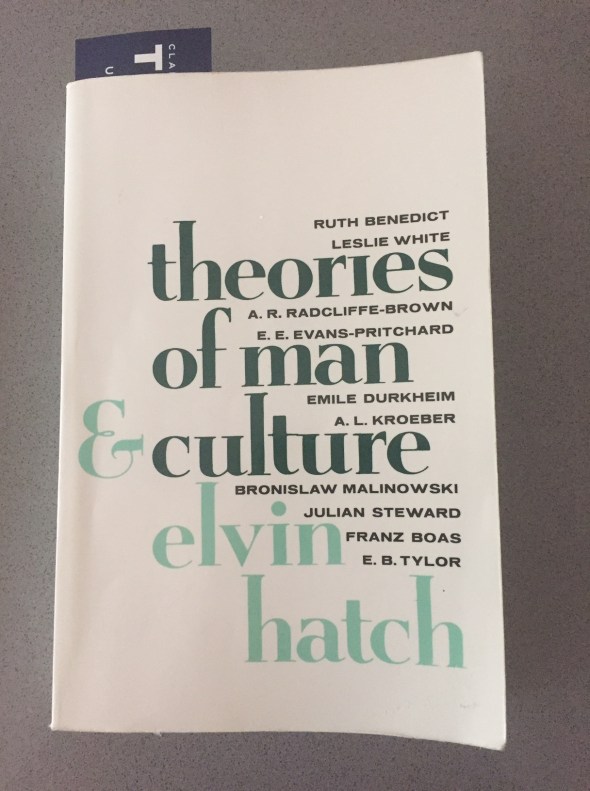 CLA
T
U
RUTH BENEDICT
LESLIE WHITE
theories
A. R. RADCLIFFE-BROWN
E. E. EVANS-PRITCHARD
of man
EMILE DURKHEIM
A. L. KROEBER
& culture
BRONISLAW MALINOWSKI
JULIAN STEWARD
elvin
FRANZ BOAS
E. B. TYLOR
hatch